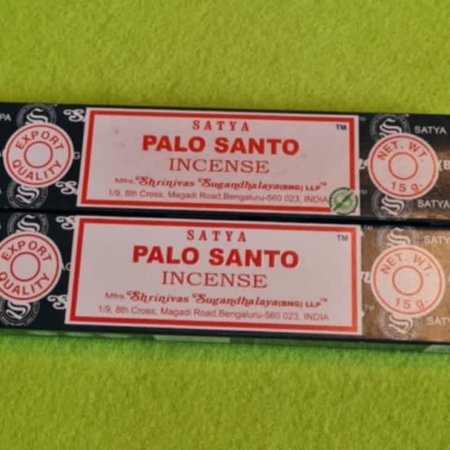 EXPORT
QUALITY
SATYA
TM
PALO SANTO
INCENSE
Mfrs. Shrinivas Sugandhalaya (BNG) LLP
1/9, 8th Cross, Magadi Road, Bengaluru-560 023, INDIA
NET. WT.
15 g.
SATYA
SATYA
EXPORT
QUALITY
SATYA
TM
PALO SANTO
INCENSE
Mfrs. Shrinivas Sugandhalaya (BNG) LLP
1/9, 8th Cross, Magadi Road, Bengaluru-560 023. INDIA
NET. WT.
15 g.
SATYA